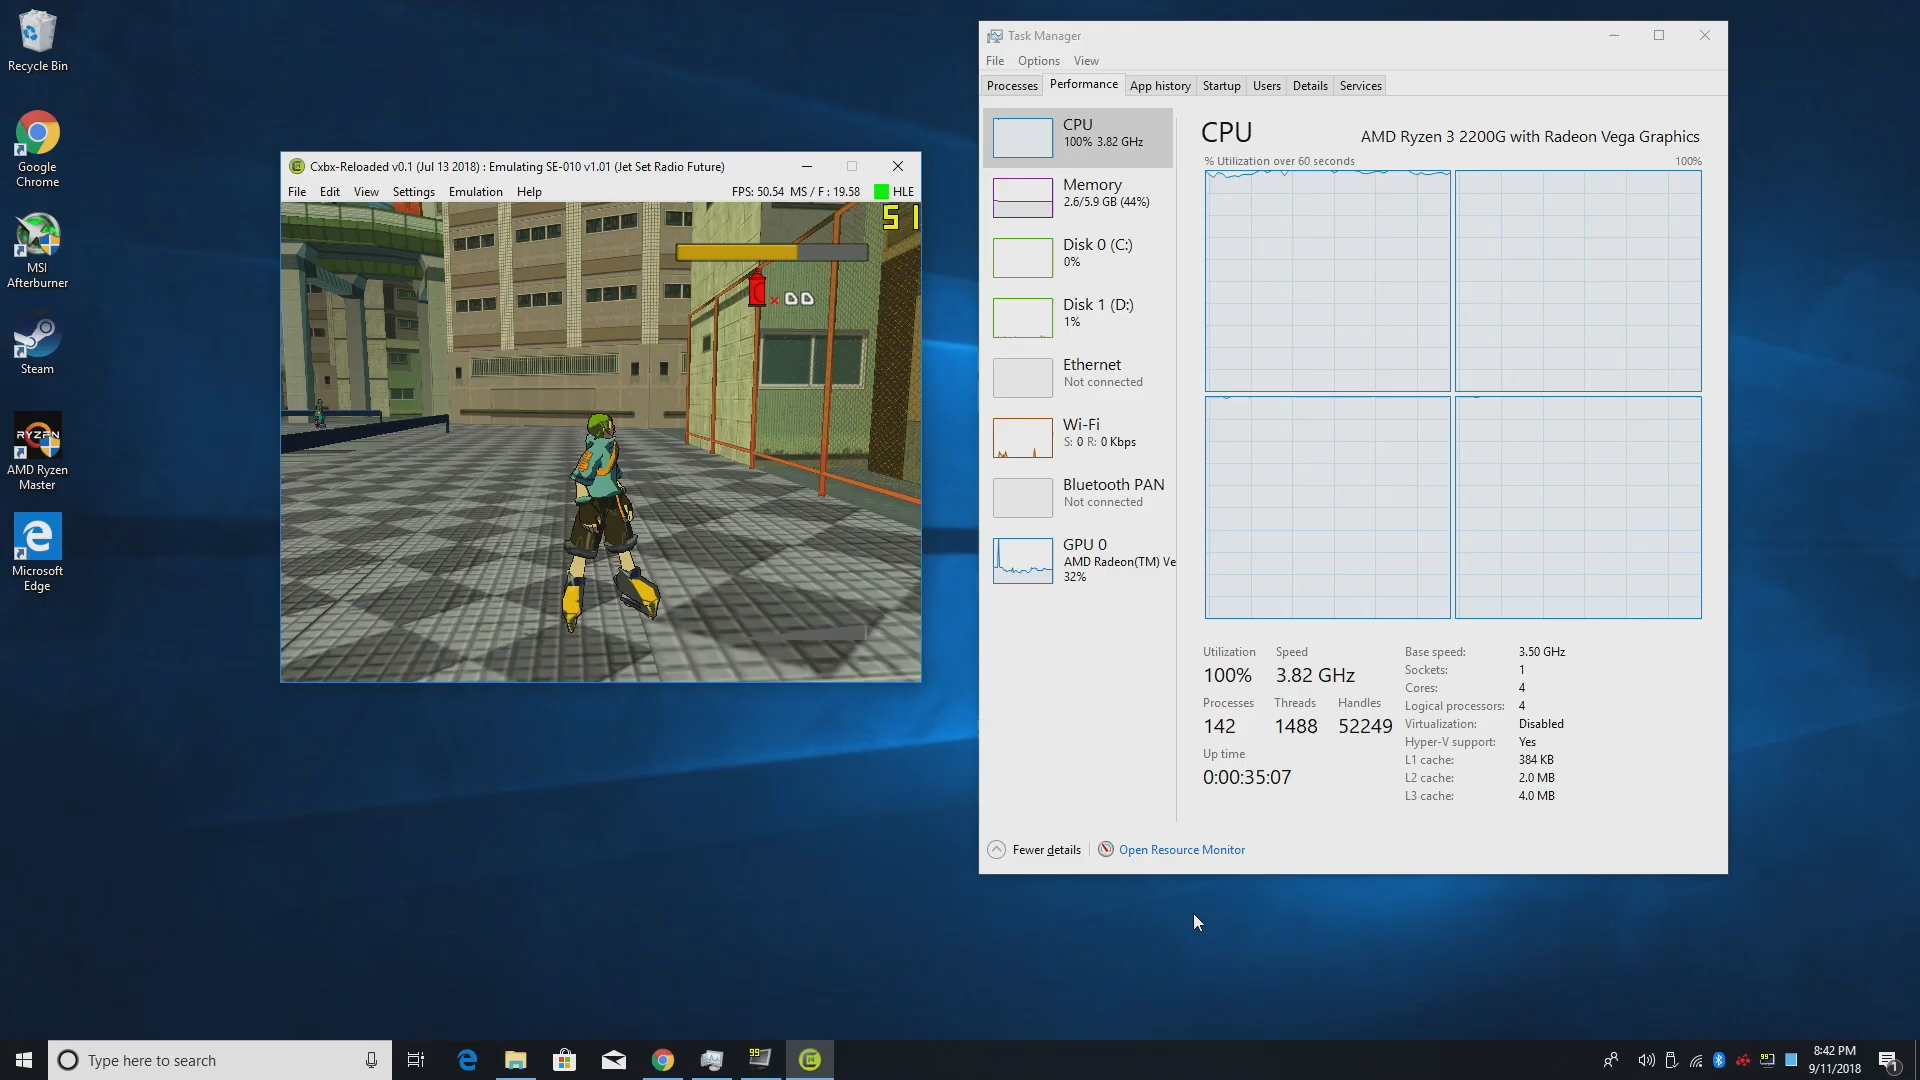 Recycle Bin
Google
Chrome
MSI
Afterburner
Steam
RYZEN
AMD Ryzen
Master
Microsoft
Edge
Cxbx-Reloaded v0.1 (Jul 13 2018) : Emulating SE-010 v1.01 (Jet Set Radio Future)
File Edit View Settings Emulation Help FPS: 50.54 MS / F : 19.58 HLE
51
× 00
Task Manager
File Options View
Processes Performance App history Startup Users Details Services
CPU
100% 3.82 GHz
Memory
2.6/5.9 GB (44%)
Disk 0 (C:)
0%
Disk 1 (D:)
1%
Ethernet
Not connected
Wi-Fi
S: 0 R: 0 Kbps
Bluetooth PAN
Not connected
GPU 0
AMD Radeon(TM) Ve
32%
CPU AMD Ryzen 3 2200G with Radeon Vega Graphics
% Utilization over 60 seconds 100%
Utilization Speed
100% 3.82 GHz
Processes Threads Handles
142 1488 52249
Up time
0:00:35:07
Base speed: 3.50 GHz
Sockets: 1
Cores: 4
Logical processors: 4
Virtualization: Disabled
Hyper-V support: Yes
L1 cache: 384 KB
L2 cache: 2.0 MB
L3 cache: 4.0 MB
Fewer details Open Resource Monitor
Type here to search
99
99
8:42 PM
9/11/2018
1